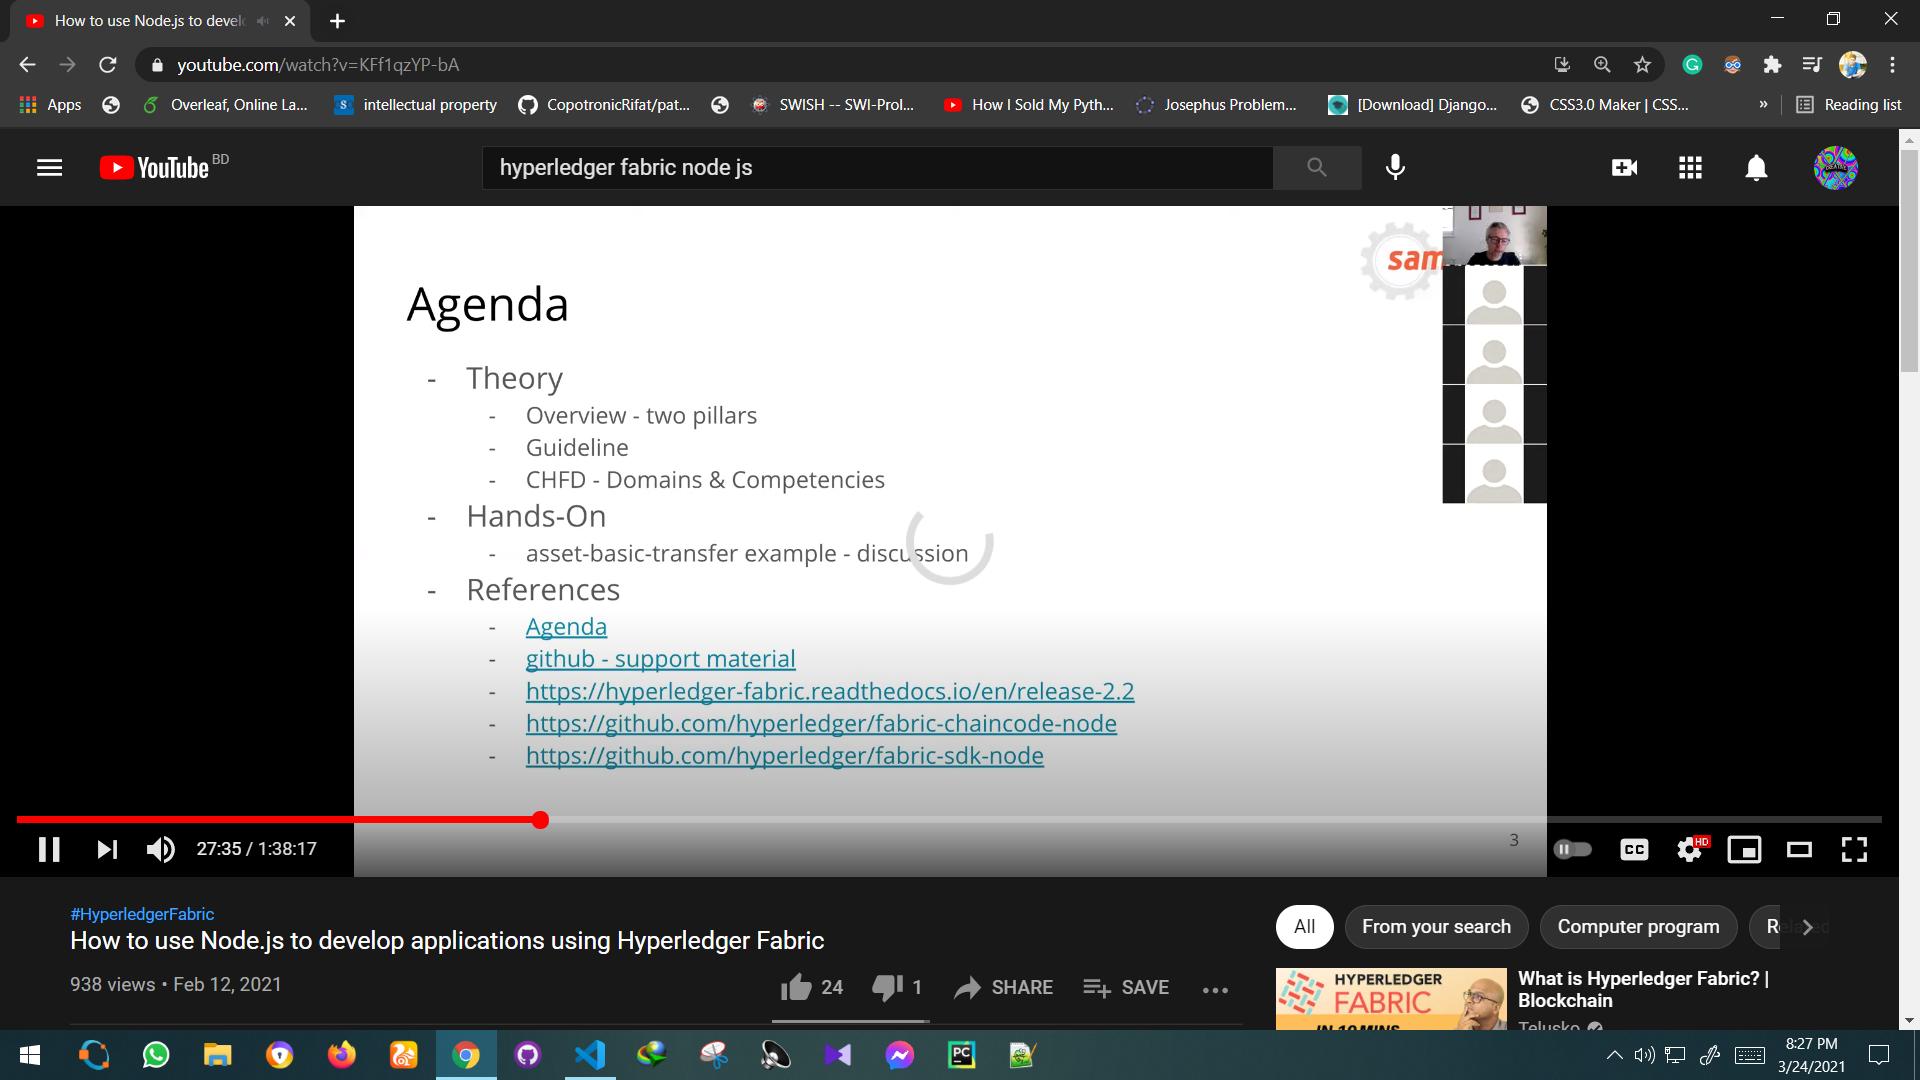 How to use Node.js to devel
youtube.com/watch?v=KFf1qzYP-bA
Apps
Overleaf, Online La...
intellectual property
CopotronicRifat/pat...
SWISH -- SWI-Prol...
How I Sold My Pyth...
Josephus Problem...
[Download] Django...
CSS3.0 Maker | CSS...
»
Reading list
YouTube BD
hyperledger fabric node js
sam
Agenda
- Theory
- Overview - two pillars
- Guideline
- CHFD - Domains & Competencies
- Hands-On
- asset-basic-transfer example - discussion
- References
- Agenda
- github - support material
- https://hyperledger-fabric.readthedocs.io/en/release-2.2
- https://github.com/hyperledger/fabric-chaincode-node
- https://github.com/hyperledger/fabric-sdk-node
3
27:35 / 1:38:17
CC
HD
#HyperledgerFabric
How to use Node.js to develop applications using Hyperledger Fabric
938 views • Feb 12, 2021
24
1
SHARE
SAVE
All
From your search
Computer program
Related
HYPERLEDGER
FABRIC
IN 10 MINS
What is Hyperledger Fabric? |
Blockchain
Telusko
PC
8:27 PM
3/24/2021